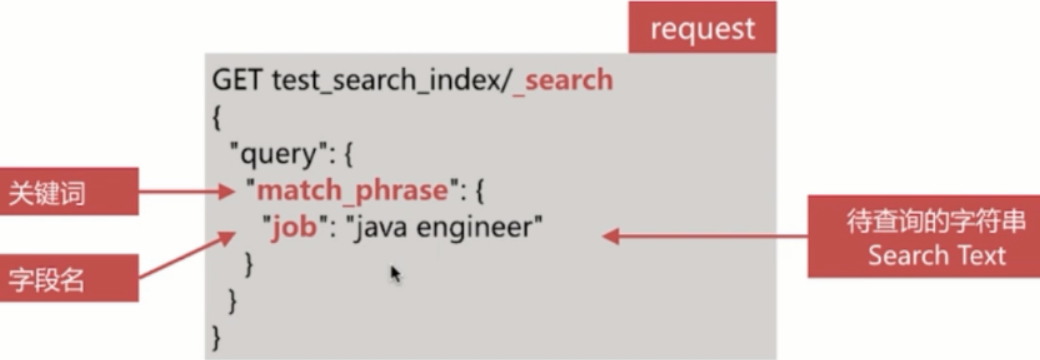 request
GET test_search_index/_search
{
"query": {
关键词
"match_phrase": {
字段名
"job": "java engineer"
待查询的字符串
Search Text
}
}
}